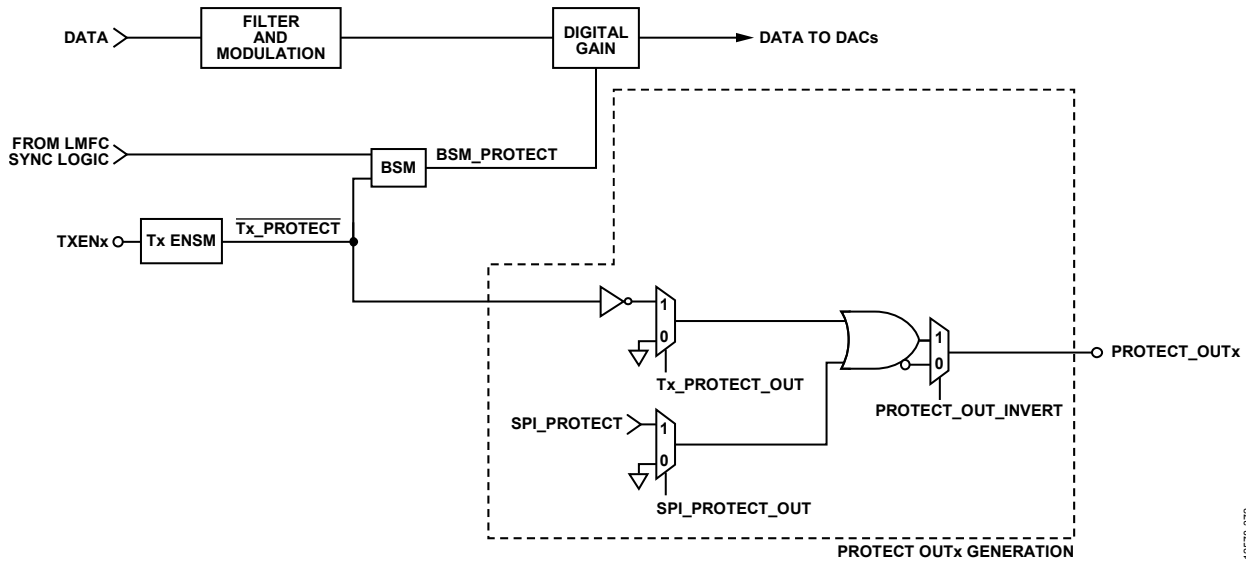 DATA
FILTER
AND
MODULATION
DIGITAL
GAIN
DATA TO DACs
FROM LMFC
SYNC LOGIC
BSM
BSM_PROTECT
TXENx
Tx ENSM
Tx_PROTECT
1
0
Tx_PROTECT_OUT
1
0
PROTECT_OUTx
PROTECT_OUT_INVERT
SPI_PROTECT
1
0
SPI_PROTECT_OUT
PROTECT OUTx GENERATION